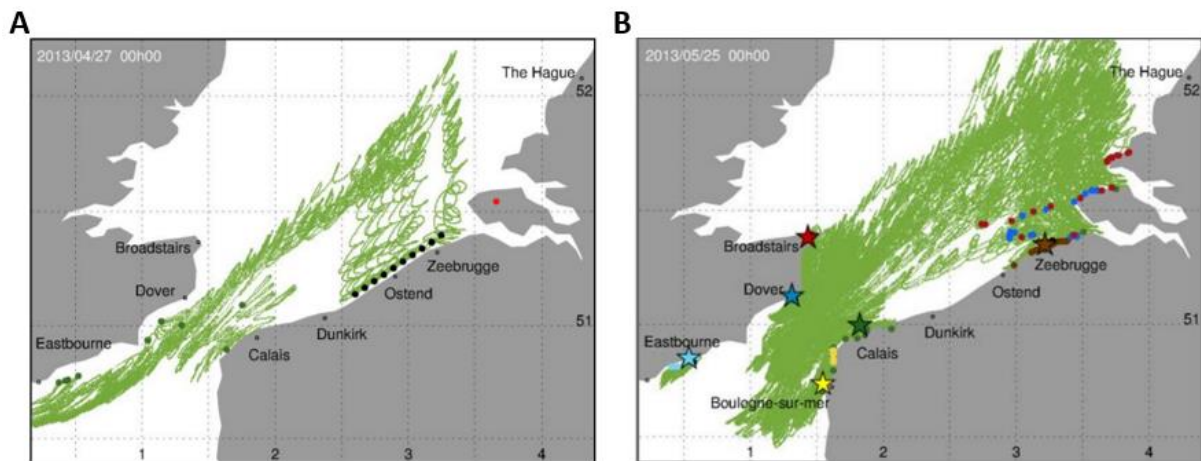 A
2013/04/27 00h00
The Hague
52
Broadstairs
Zeebrugge
Dover
Ostend
51
Dunkirk
Eastbourne
Calais
1
2
3
4
B
2013/05/25 00h00
The Hague
52
Broadstairs
Zeebrugge
Dover
Ostend
51
Dunkirk
Eastbourne
Calais
Boulogne-sur-mer
1
2
3
4